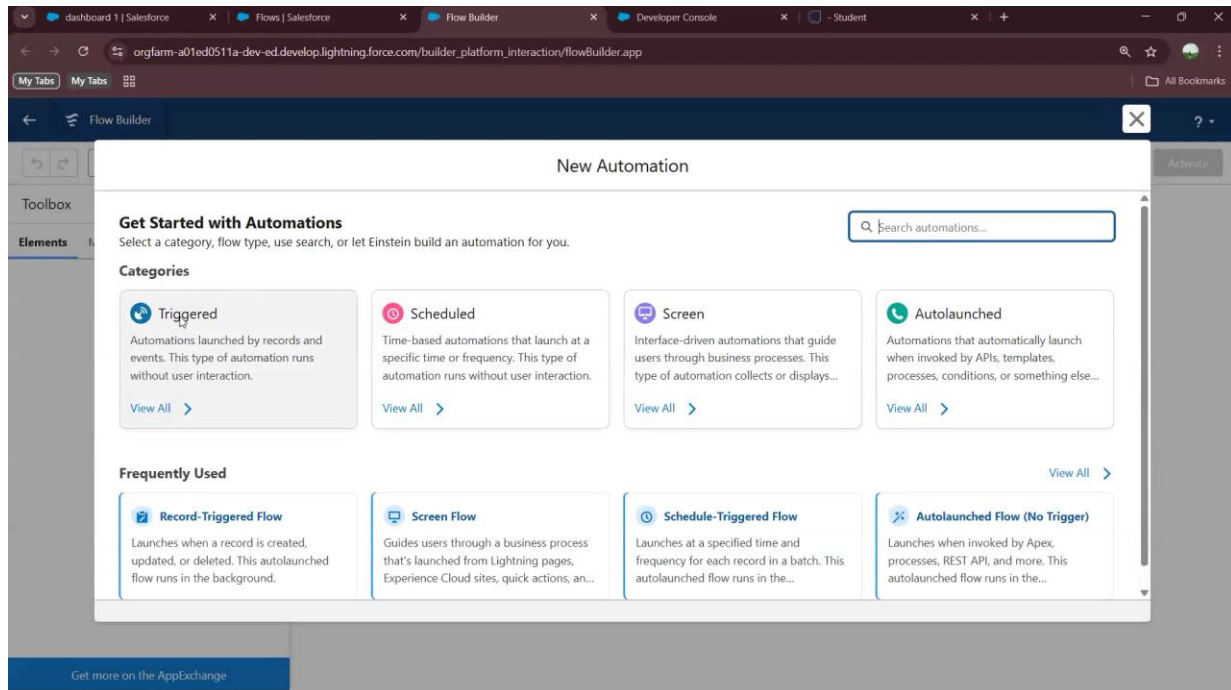 dashboard 1 | Salesforce
Flows | Salesforce
Flow Builder
Developer Console
- Student
orgfarm-a01ed0511a-dev-ed.develop.lightning.force.com/builder_platform_interaction/flowBuilder.app
My Tabs
My Tabs
All Bookmarks
Flow Builder
?
New Automation
Activate
Toolbox
Elements
Get Started with Automations
Select a category, flow type, use search, or let Einstein build an automation for you.
Search automations...
Categories
Triggered
Automations launched by records and
events. This type of automation runs
without user interaction.
View All
Scheduled
Time-based automations that launch at a
specific time or frequency. This type of
automation runs without user interaction.
View All
Screen
Interface-driven automations that guide
users through business processes. This
type of automation collects or displays...
View All
Autolaunched
Automations that automatically launch
when invoked by APIs, templates,
processes, conditions, or something else...
View All
Frequently Used
View All
Record-Triggered Flow
Launches when a record is created,
updated, or deleted. This autolaunched
flow runs in the background.
Screen Flow
Guides users through a business process
that's launched from Lightning pages,
Experience Cloud sites, quick actions, an...
Schedule-Triggered Flow
Launches at a specified time and
frequency for each record in a batch. This
autolaunched flow runs in the...
Autolaunched Flow (No Trigger)
Launches when invoked by Apex,
processes, REST API, and more. This
autolaunched flow runs in the...
Get more on the AppExchange